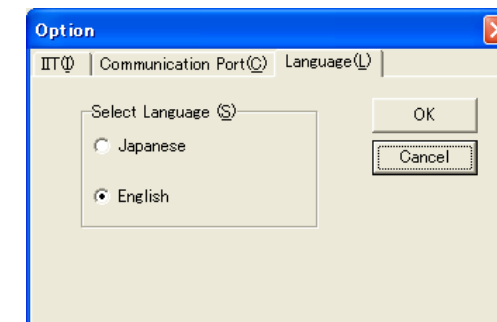 Option
IIT(I) Communication Port(C) Language(L)
Select Language (S)
OK
Japanese
Cancel
English